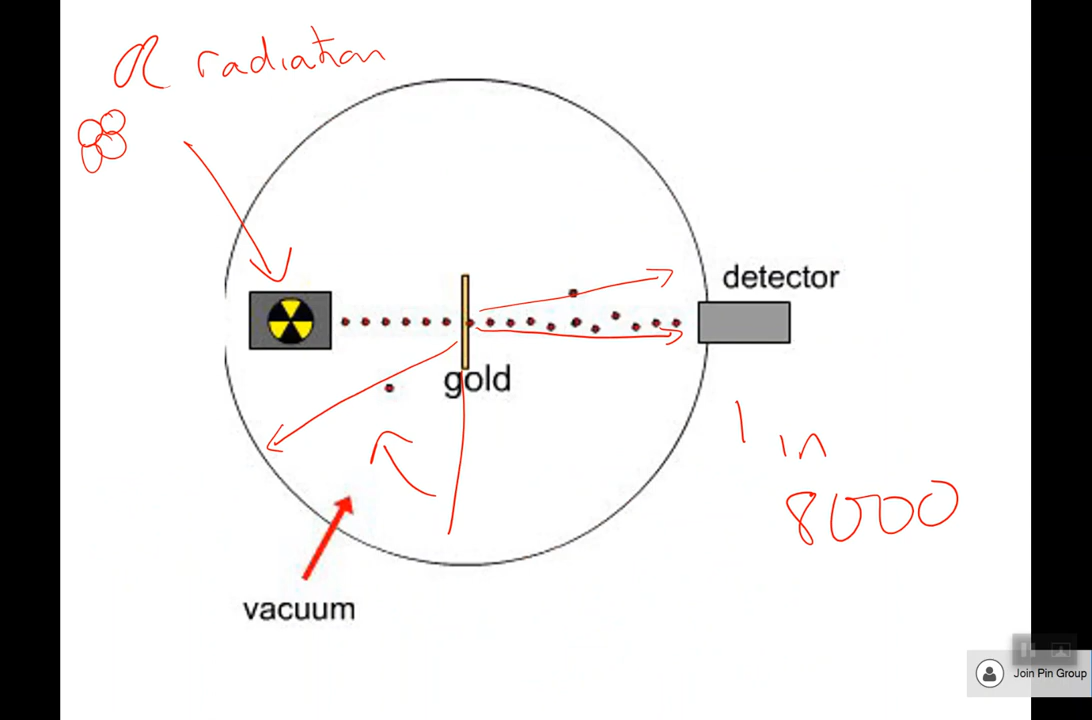 α radiation
detector
gold
1 in
8000
vacuum
Join Pin Group